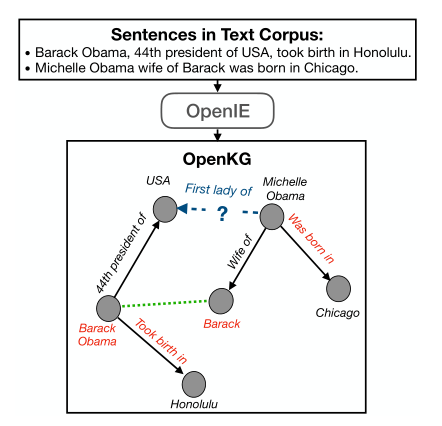 Sentences in Text Corpus:
• Barack Obama, 44th president of USA, took birth in Honolulu.
• Michelle Obama wife of Barack was born in Chicago.
OpenIE
OpenKG
USA
First lady of
?
Michelle
Obama
44th president of
Wife of
Was born in
Chicago
Barack
Obama
Barack
Took birth in
Honolulu